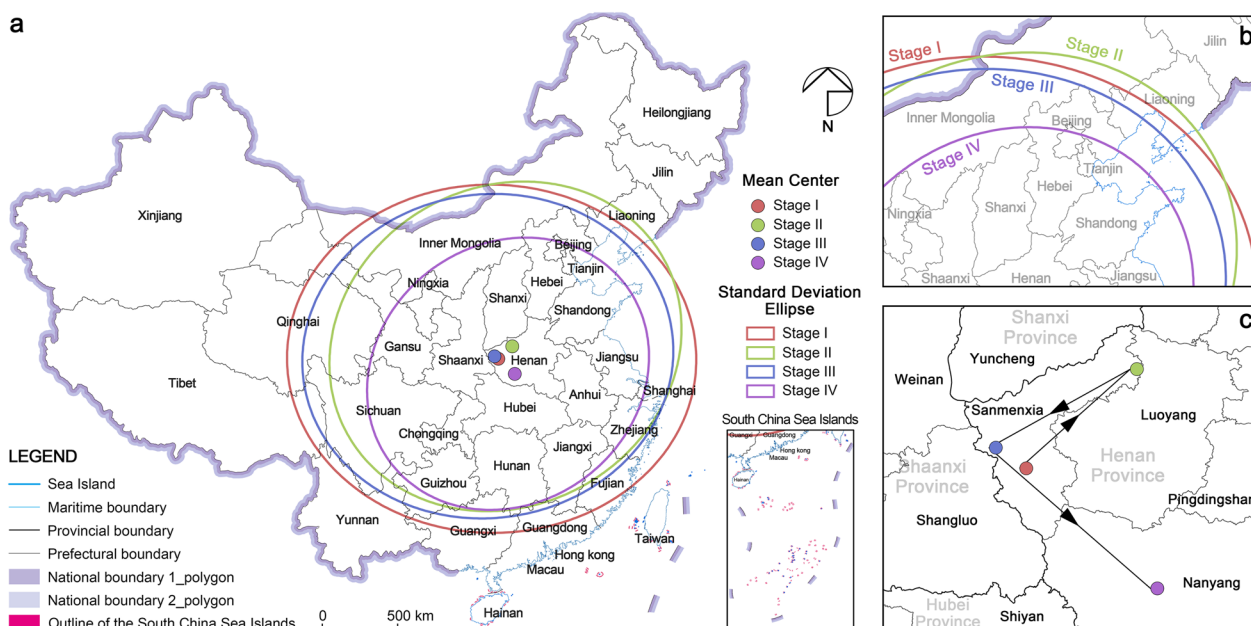 a
Heilongjiang
Jilin
Liaoning
Xinjiang
Inner Mongolia
Beijing
Tianjin
Hebei
Ningxia
Shanxi
Shandong
Qinghai
Gansu
Shaanxi
Henan
Jiangsu
Tibet
Sichuan
Hubei
Anhui
Shanghai
Chongqing
Zhejiang
Hunan
Jiangxi
Guizhou
Fujian
Yunnan
Guangxi
Guangdong
Taiwan
Hong kong
Macau
Hainan
0 500 km
N
LEGEND
Sea Island
Maritime boundary
Provincial boundary
Prefectural boundary
National boundary 1_polygon
National boundary 2_polygon
Outline of the South China Sea Islands
Mean Center
Stage I
Stage II
Stage III
Stage IV
Standard Deviation
Ellipse
Stage I
Stage II
Stage III
Stage IV
South China Sea Islands
Guangxi
Guangdong
Hong kong
Macau
Hainan
b
Stage I
Stage II
Stage III
Stage IV
Jilin
Liaoning
Inner Mongolia
Beijing
Tianjin
Hebei
Ningxia
Shanxi
Shandong
Shaanxi
Henan
Jiangsu
c
Shanxi
Province
Yuncheng
Weinan
Sanmenxia
Luoyang
Shaanxi
Province
Henan
Province
Pingdingshan
Shangluo
Nanyang
Hubei
Province
Shiyan